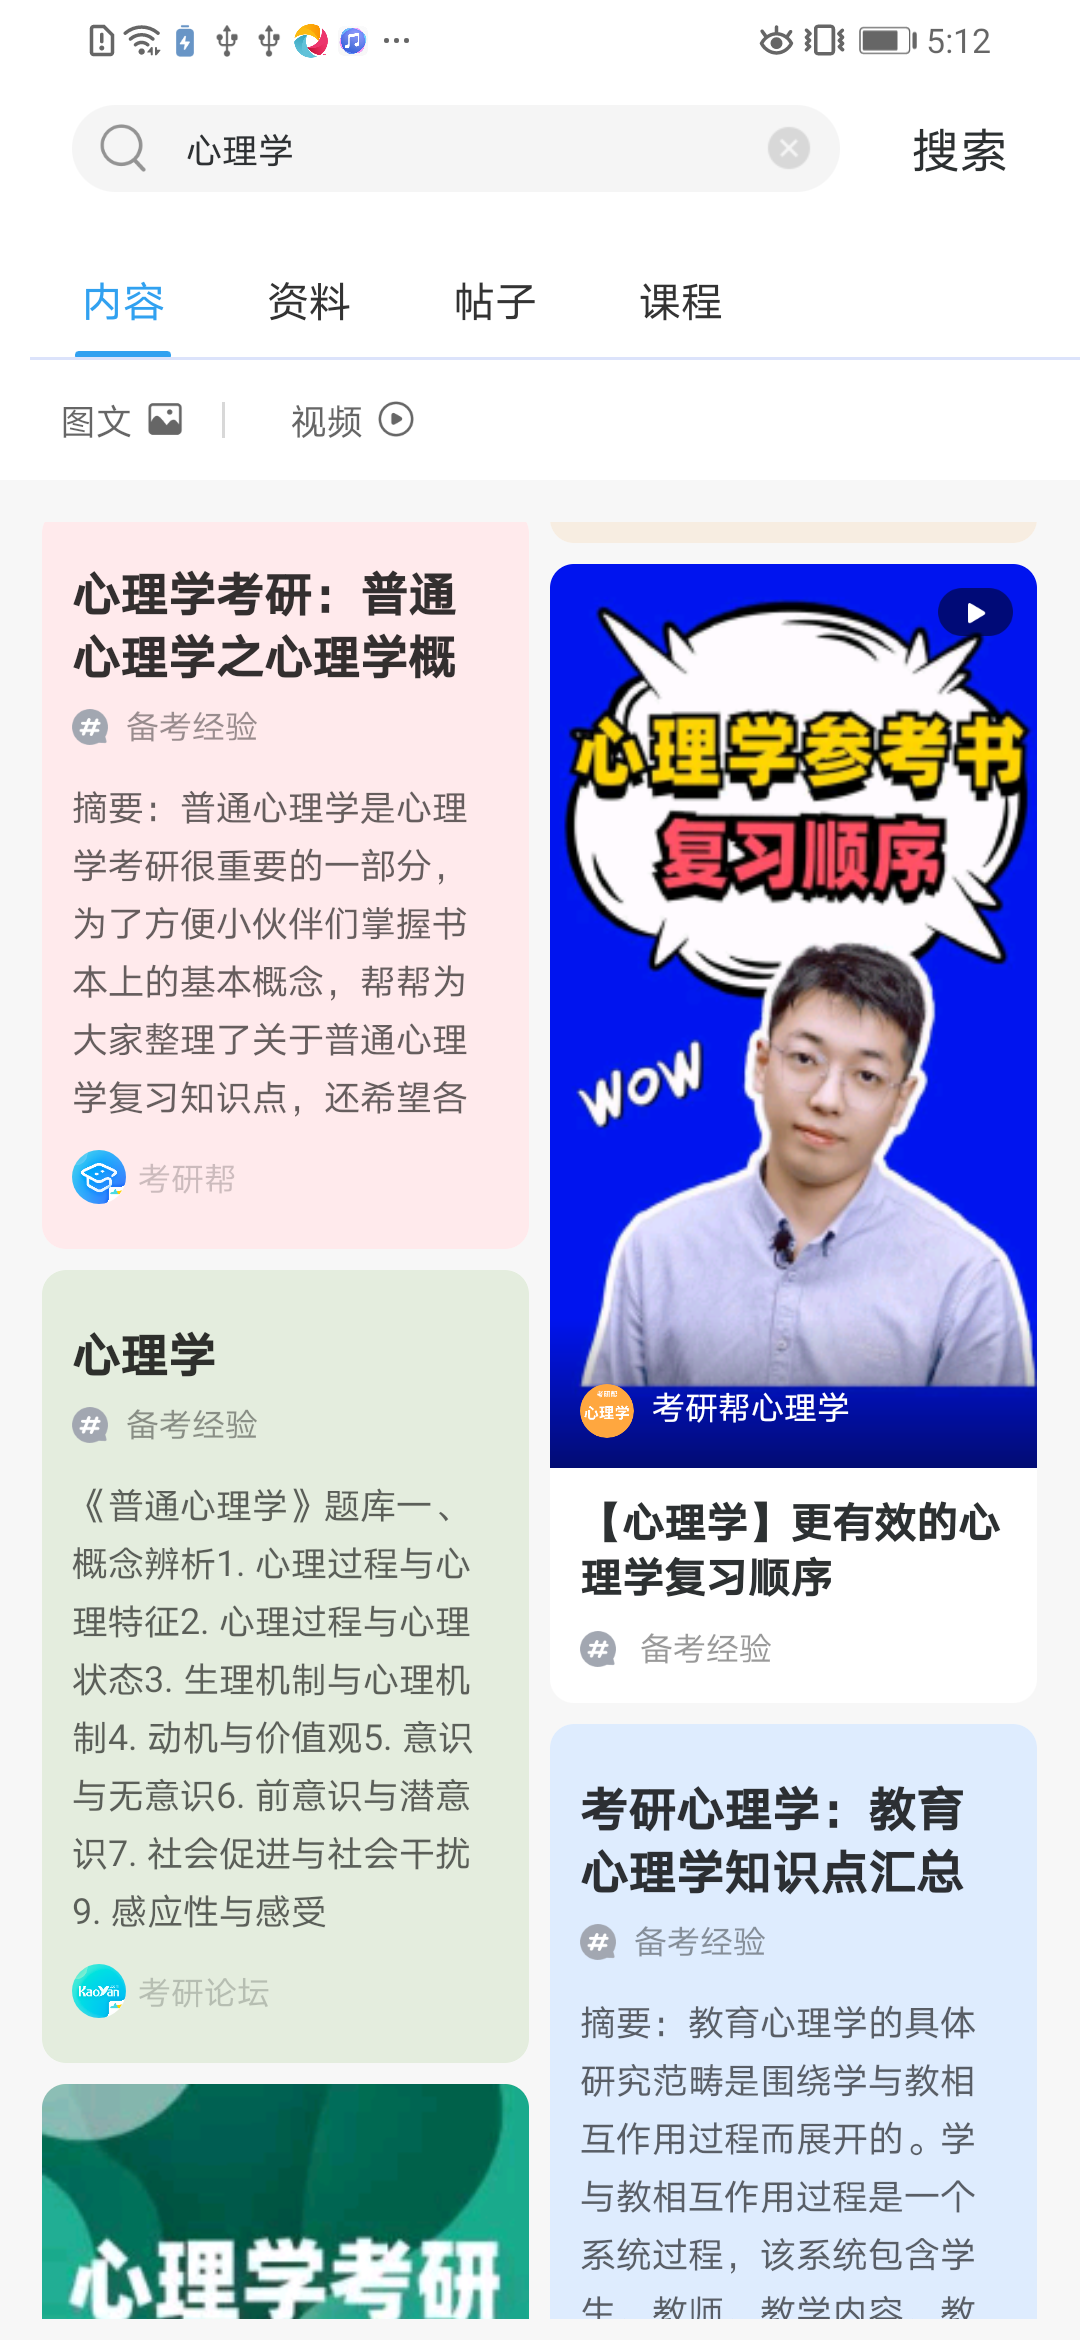 5:12
心理学
搜索
内容
资料
帖子
课程
图文
视频
心理学考研：普通
心理学之心理学概
备考经验
摘要：普通心理学是心理
学考研很重要的一部分，
为了方便小伙伴们掌握书
本上的基本概念，帮帮为
大家整理了关于普通心理
学复习知识点，还希望各
考研帮
心理学
备考经验
《普通心理学》题库一、
概念辨析1. 心理过程与心
理特征2. 心理过程与心理
状态3. 生理机制与心理机
制4. 动机与价值观5. 意识
与无意识6. 前意识与潜意
识7. 社会促进与社会干扰
9. 感应性与感受
KaoYan
考研论坛
心理学考研
心理学参考书
复习顺序
WOW
考研帮
心理学
考研帮心理学
【心理学】更有效的心
理学复习顺序
备考经验
考研心理学：教育
心理学知识点汇总
备考经验
摘要：教育心理学的具体
研究范畴是围绕学与教相
互作用过程而展开的。学
与教相互作用过程是一个
系统过程，该系统包含学
生、教师、教学内容、教